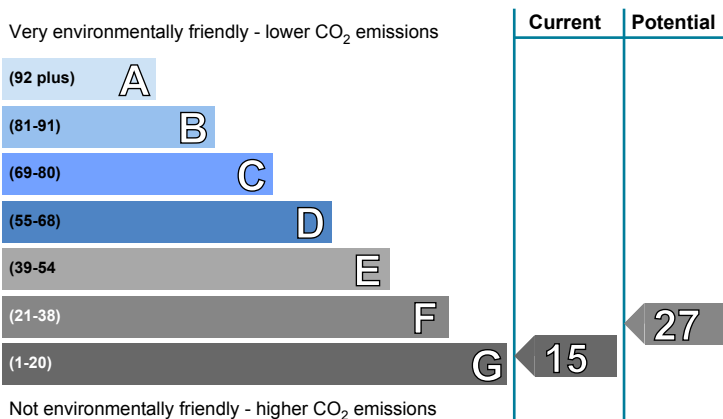 Current Potential
Very environmentally friendly - lower CO2 emissions
(92 plus) A
(81-91) B
(69-80) C
(55-68) D
(39-54 E
(21-38) F 27
(1-20) G 15
Not environmentally friendly - higher CO2 emissions